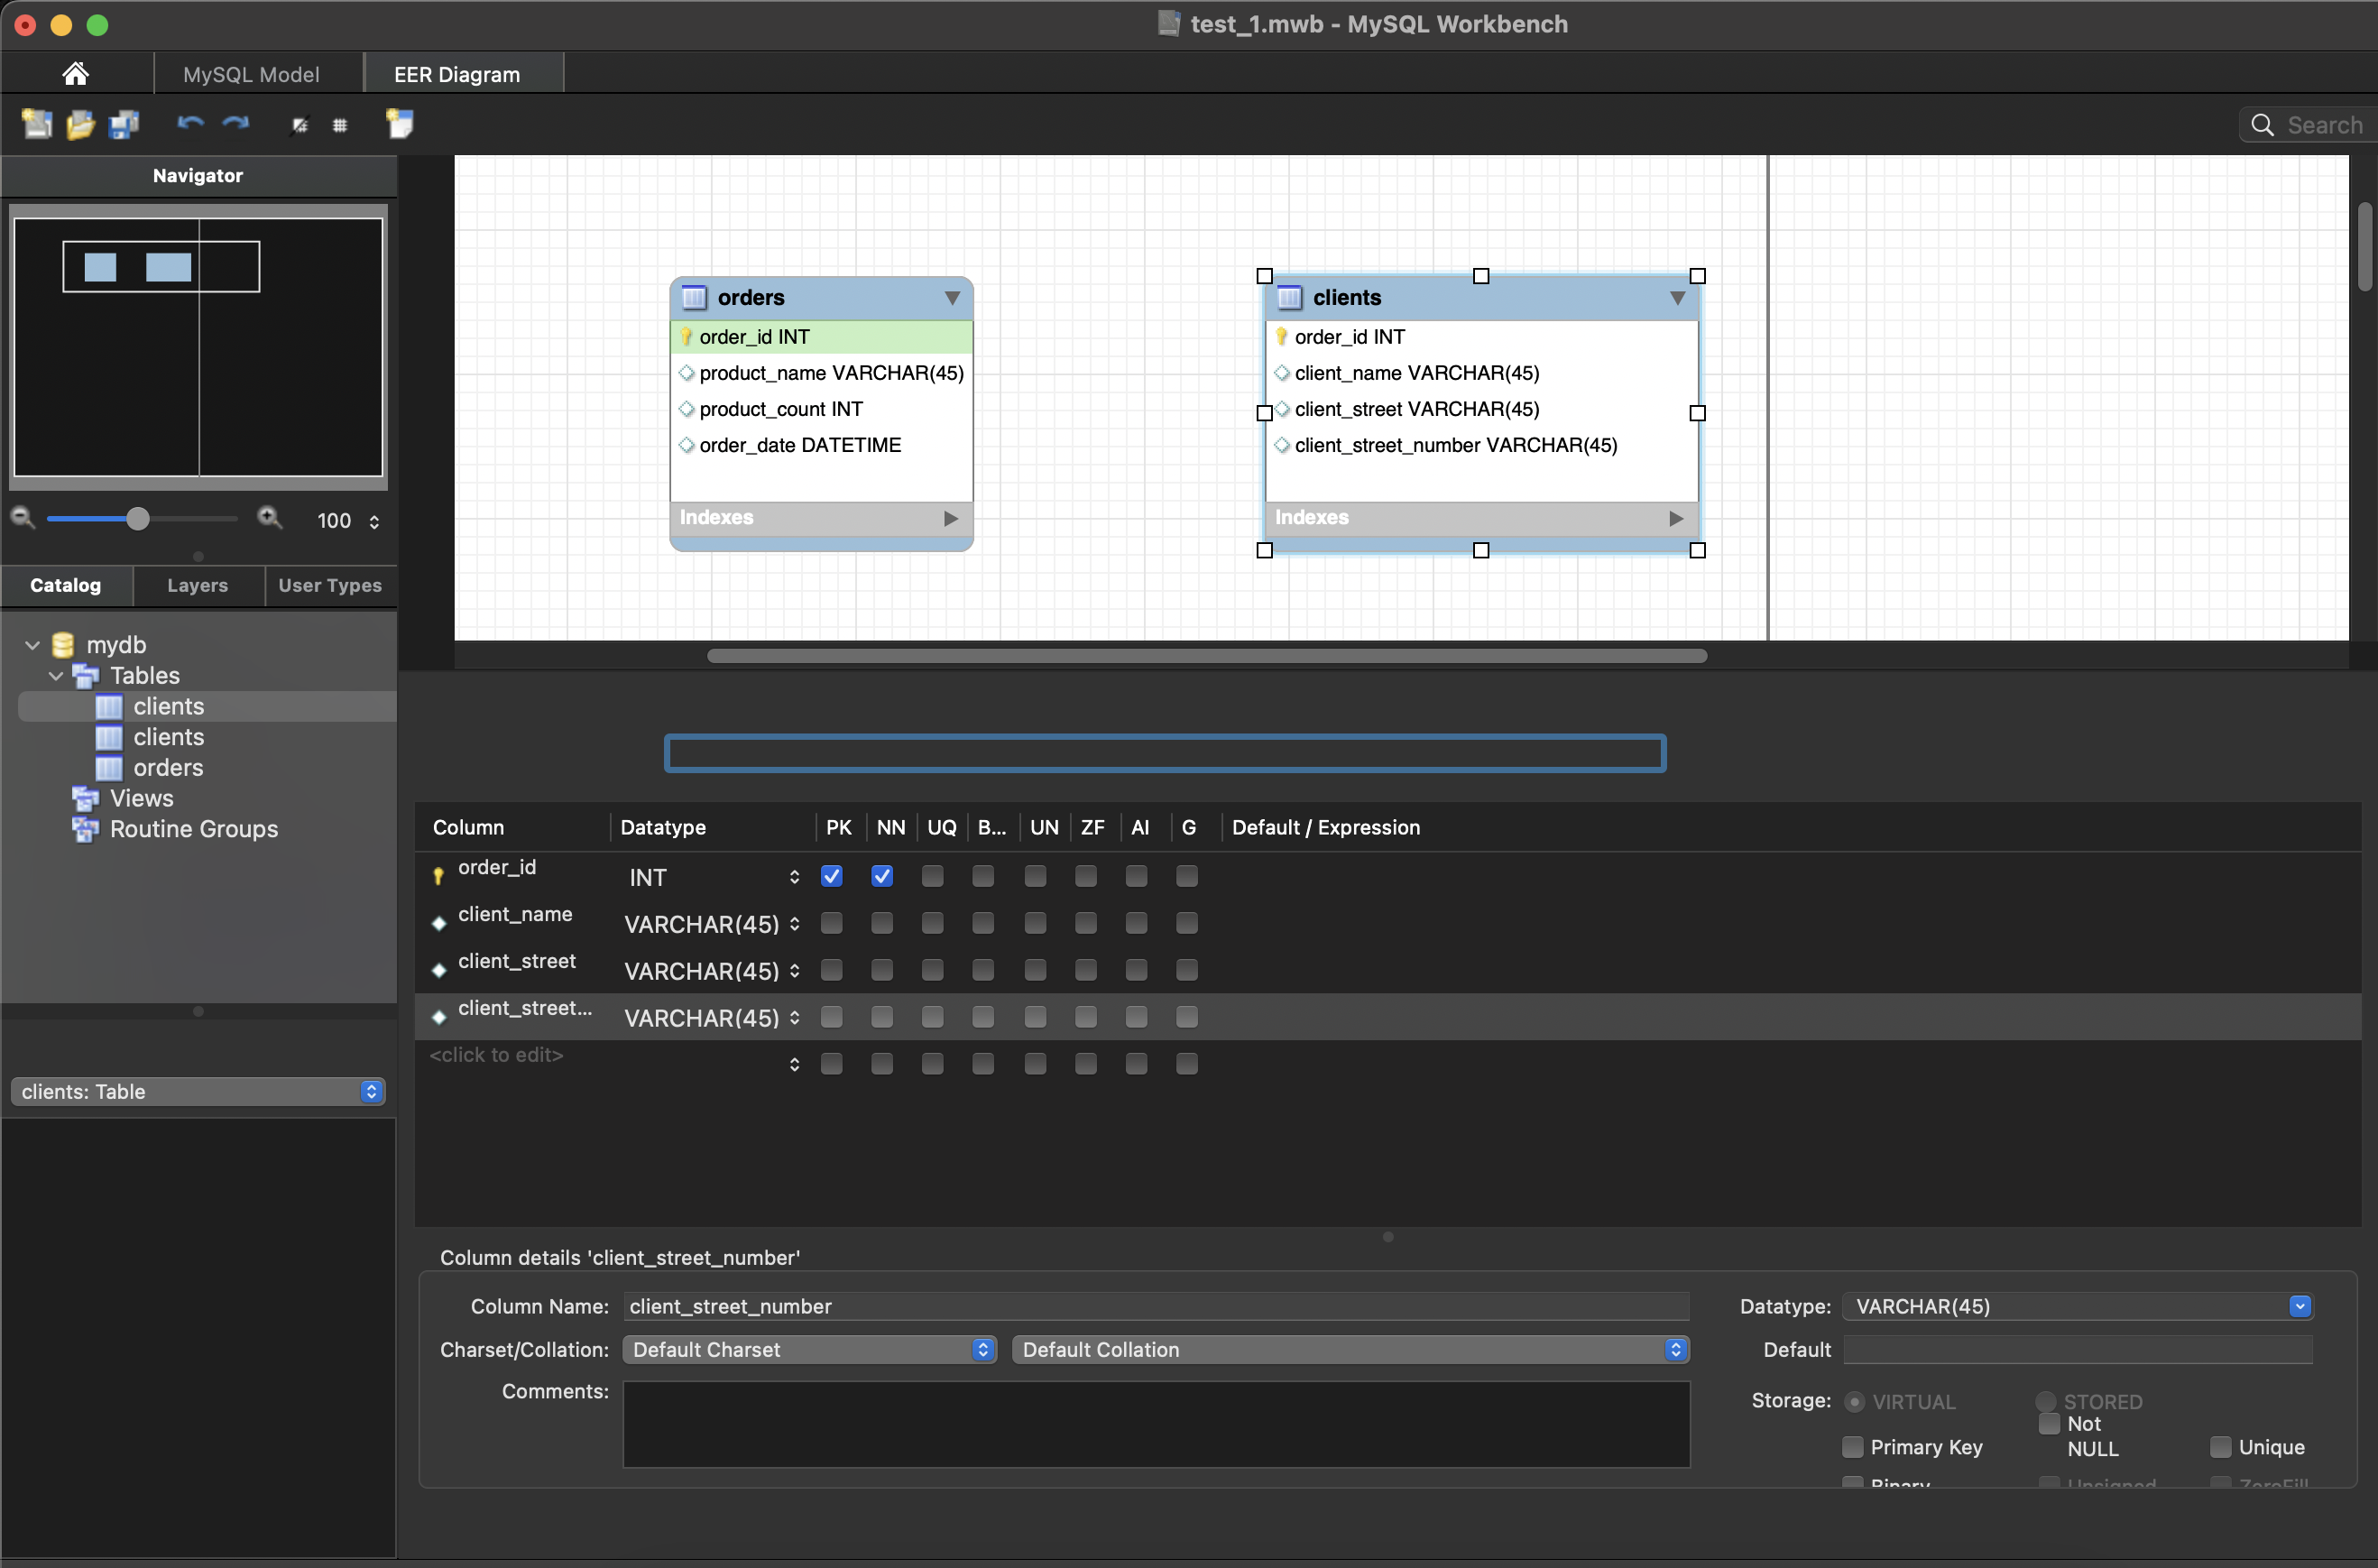 test_1.mwb - MySQL Workbench
MySQL Model
EER Diagram
Search
Navigator
100
Catalog
Layers
User Types
mydb
Tables
clients
clients
orders
Views
Routine Groups
clients: Table
orders
order_id INT
product_name VARCHAR(45)
product_count INT
order_date DATETIME
Indexes
clients
order_id INT
client_name VARCHAR(45)
client_street VARCHAR(45)
client_street_number VARCHAR(45)
Indexes
Column Datatype PK NN UQ B... UN ZF AI G Default / Expression
order_id INT
client_name VARCHAR(45)
client_street VARCHAR(45)
client_street... VARCHAR(45)
<click to edit>
Column details 'client_street_number'
Column Name: client_street_number
Charset/Collation: Default Charset Default Collation
Comments:
Datatype: VARCHAR(45)
Default
Storage: VIRTUAL STORED
Primary Key Not NULL Unique
Binary Unsigned ZeroFill